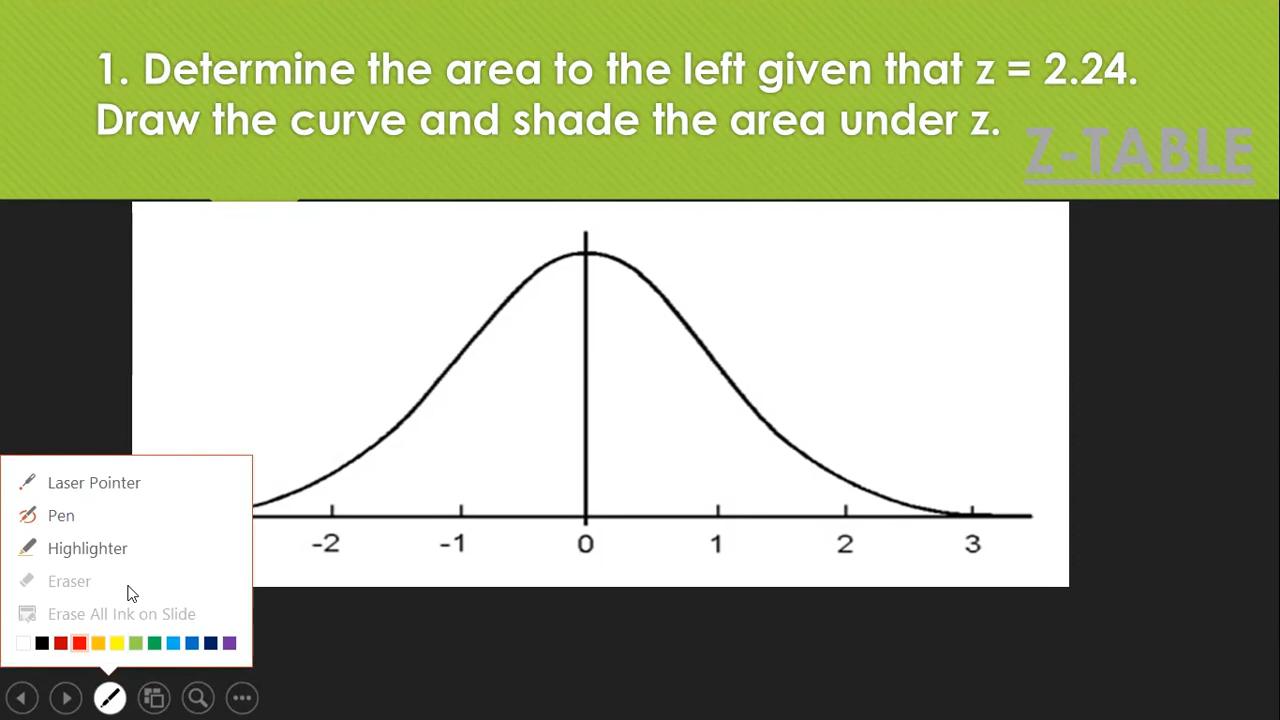 1. Determine the area to the left given that z = 2.24.
Draw the curve and shade the area under z.
Z-TABLE
-2 -1 0 1 2 3
Laser Pointer
Pen
Highlighter
Eraser
Erase All Ink on Slide